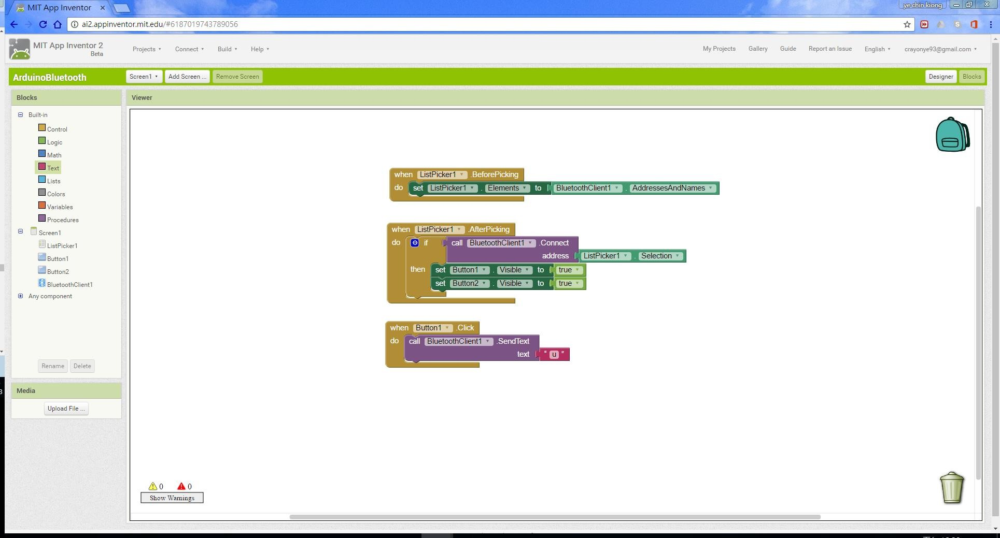 MIT App Inventor
ye chin kiong
ai2.appinventor.mit.edu/#6187019743789056
MIT App Inventor 2
Beta
Projects Connect Build Help
My Projects Gallery Guide Report an Issue English crayonye93@gmail.com
ArduinoBluetooth
Screen1 Add Screen ... Remove Screen
Designer Blocks
Blocks
Viewer
Built-in
Control
Logic
Math
Text
Lists
Colors
Variables
Procedures
Screen1
ListPicker1
Button1
Button2
BluetoothClient1
Any component
Rename Delete
Media
Upload File ...
when ListPicker1 .BeforePicking
do set ListPicker1 . Elements to BluetoothClient1 . AddressesAndNames
when ListPicker1 .AfterPicking
do if call BluetoothClient1 .Connect
address ListPicker1 . Selection
then set Button1 . Visible to true
set Button2 . Visible to true
when Button1 .Click
do call BluetoothClient1 .SendText
text " u "
0 0
Show Warnings